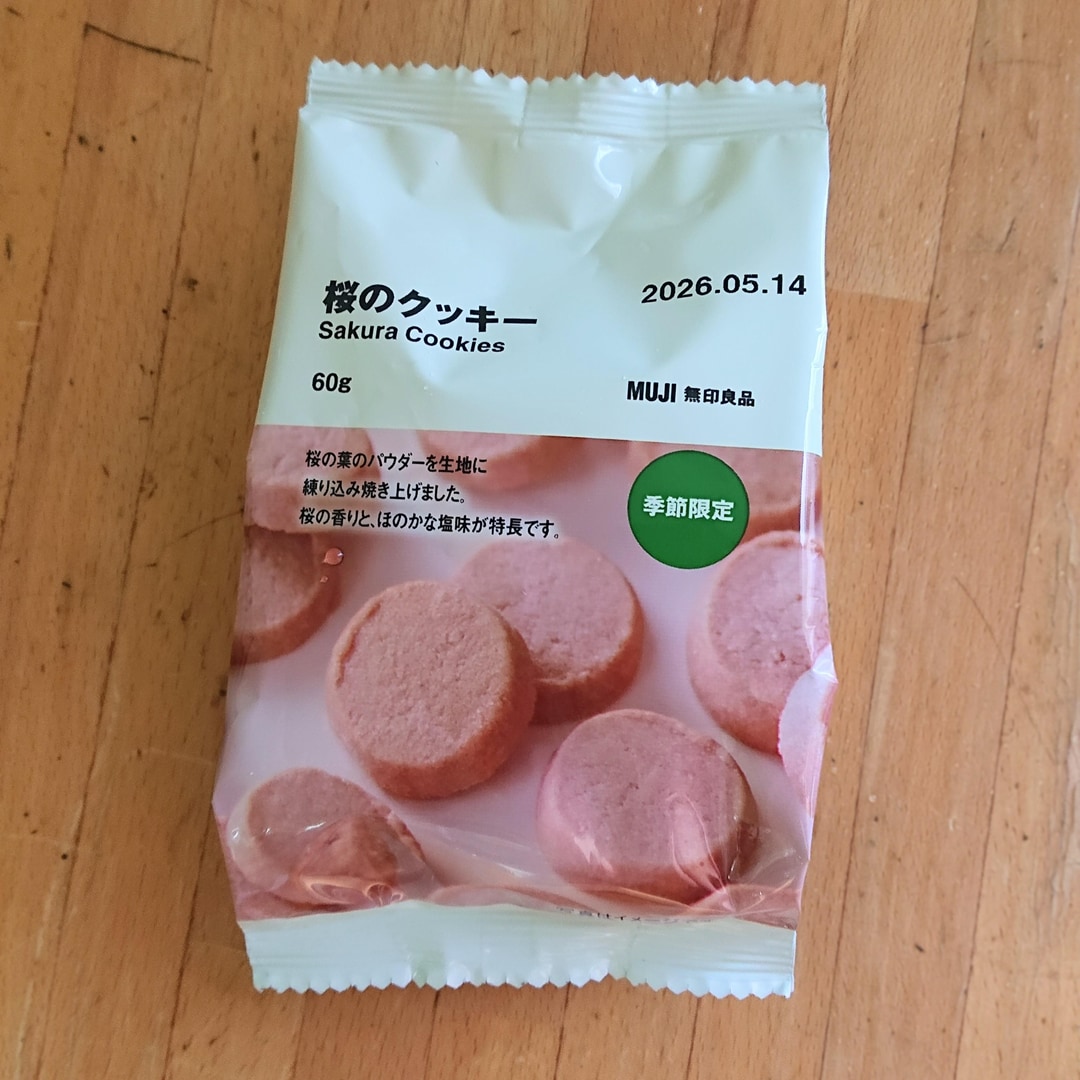 桜のクッキー
Sakura Cookies
2026.05.14
60g
MUJI 無印良品
桜の葉のパウダーを生地に
練り込み焼き上げました。
桜の香りと、ほのかな塩味が特長です。
季節限定